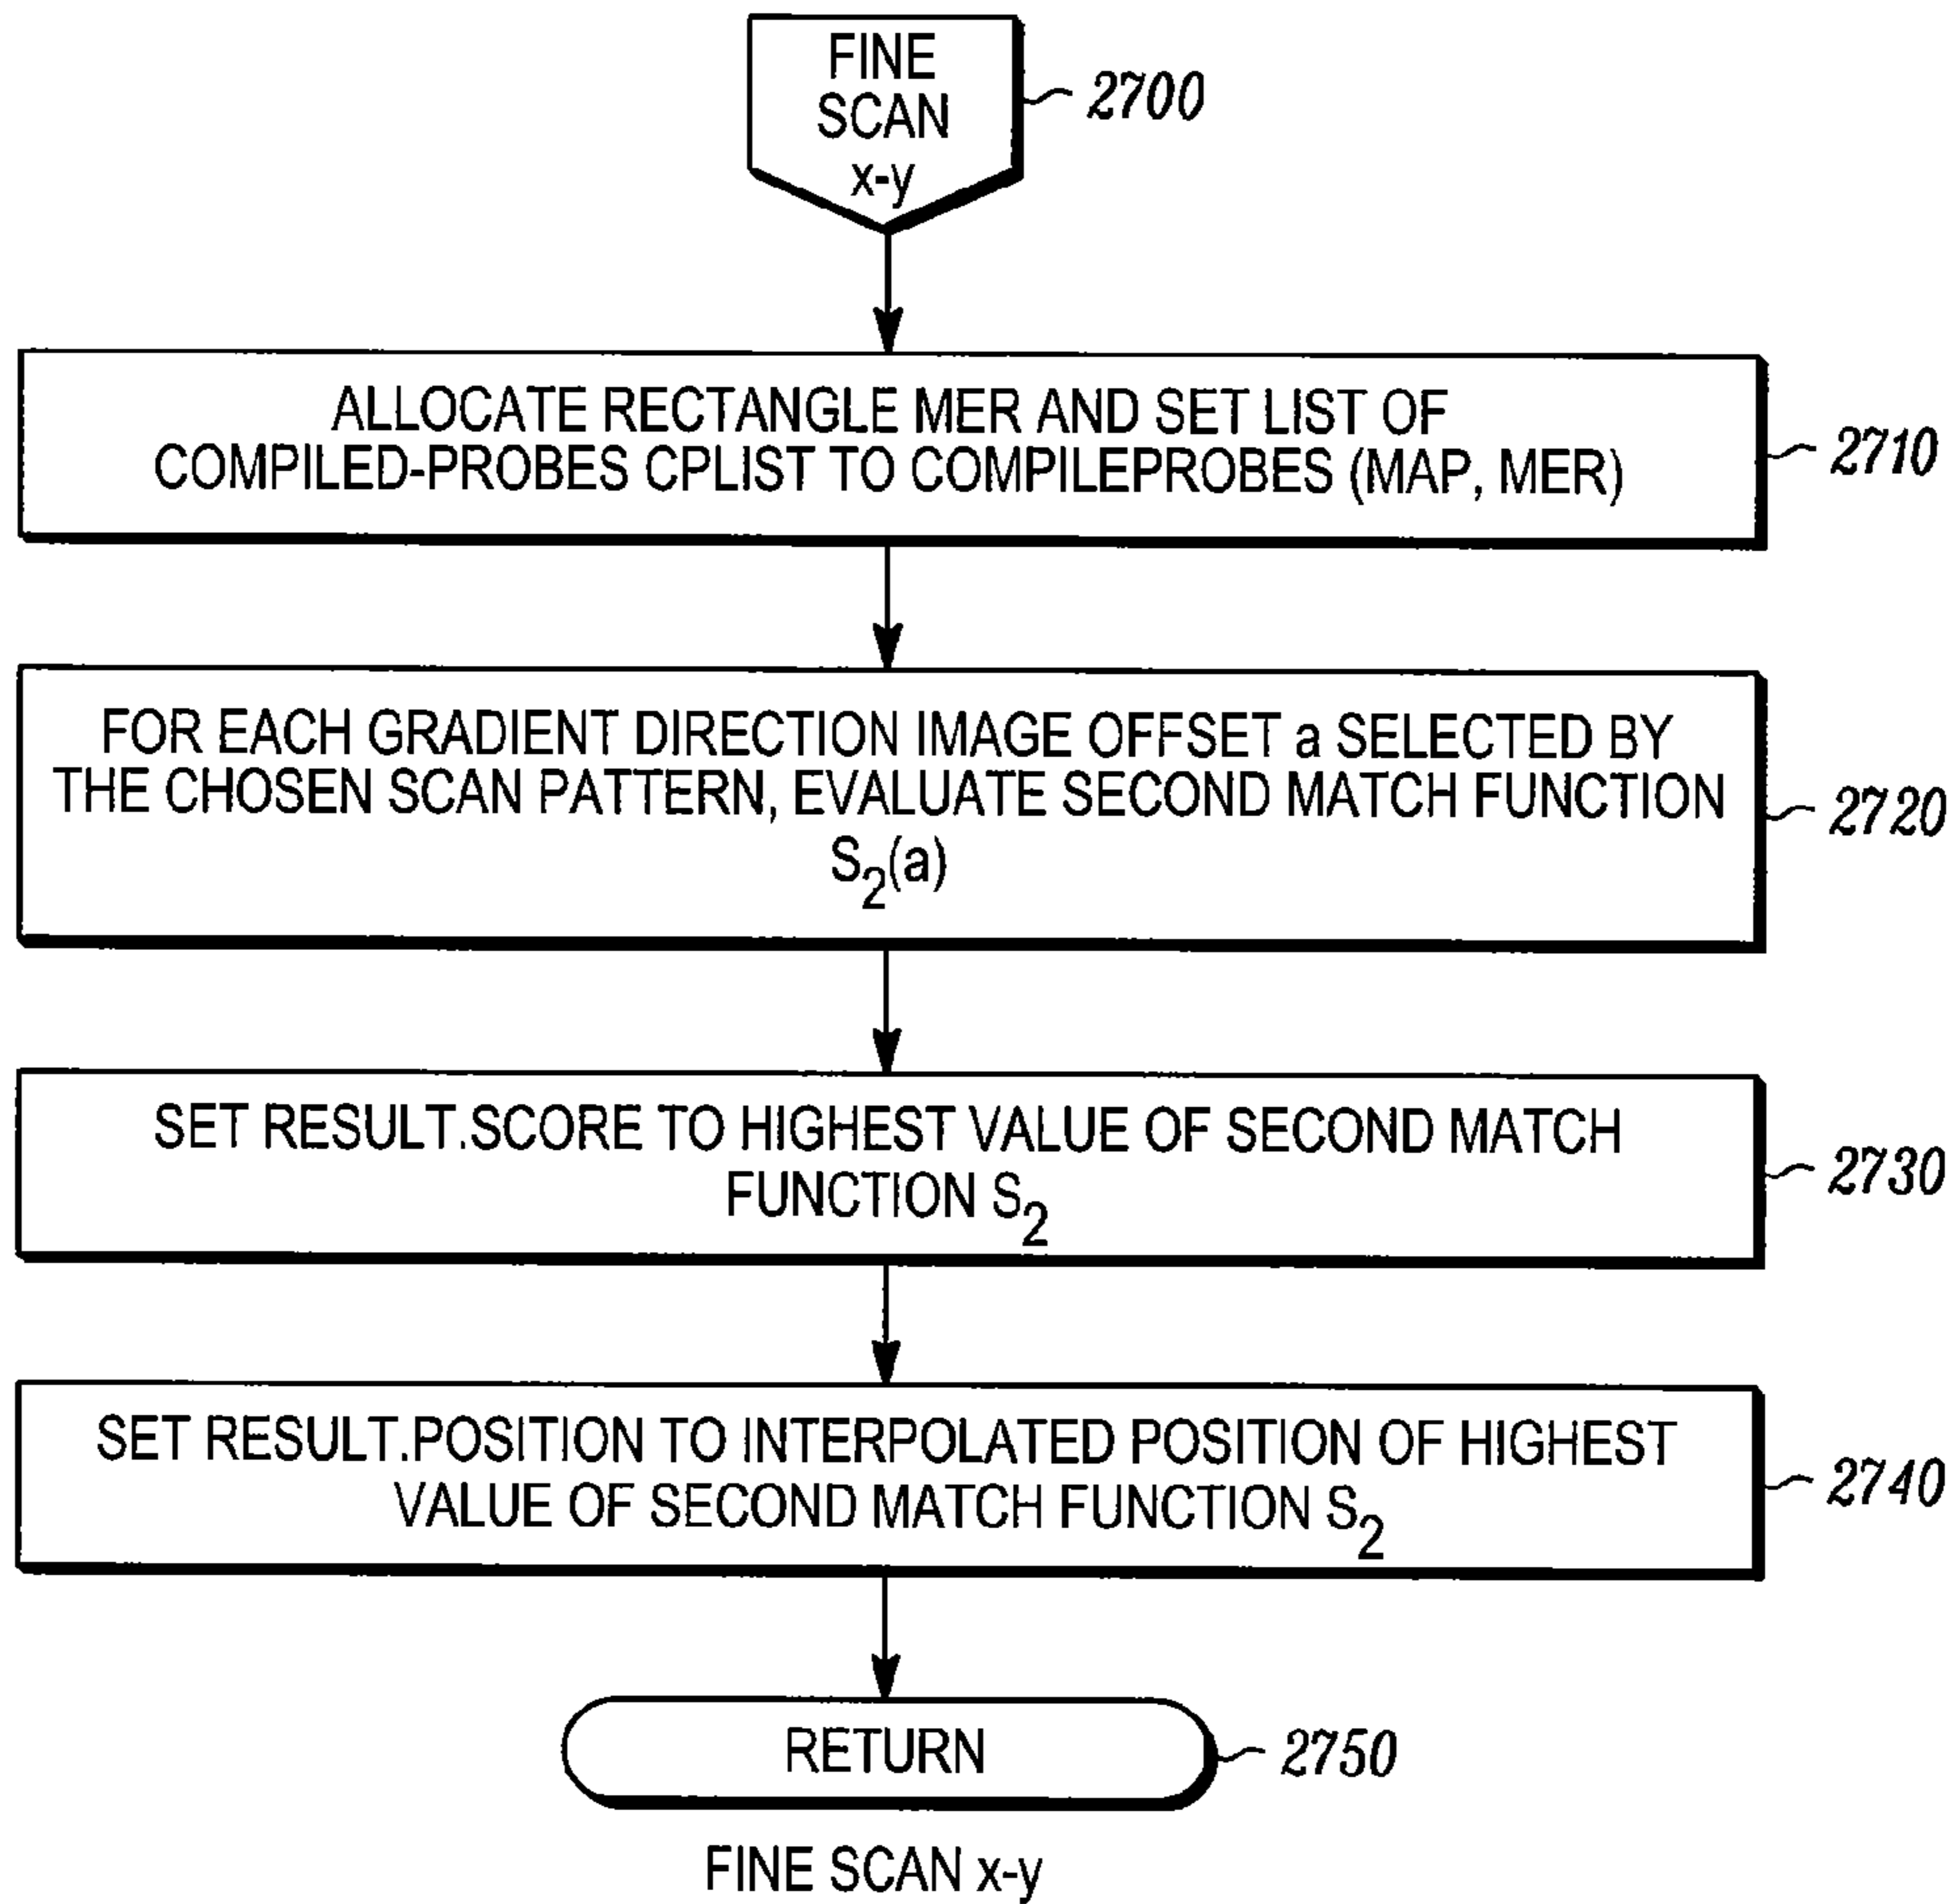 FINE
SCAN
x-y
2700
ALLOCATE RECTANGLE MER AND SET LIST OF
COMPILED-PROBES CPLIST TO COMPILEPROBES (MAP, MER)
2710
FOR EACH GRADIENT DIRECTION IMAGE OFFSET a SELECTED BY
THE CHOSEN SCAN PATTERN, EVALUATE SECOND MATCH FUNCTION
S₂(a)
2720
SET RESULT.SCORE TO HIGHEST VALUE OF SECOND MATCH
FUNCTION S₂
2730
SET RESULT.POSITION TO INTERPOLATED POSITION OF HIGHEST
VALUE OF SECOND MATCH FUNCTION S₂
2740
RETURN
2750
FINE SCAN x-y